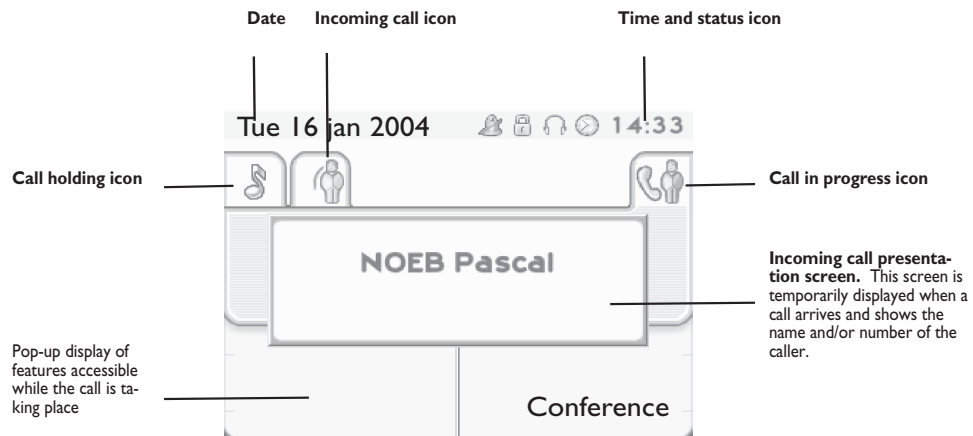 Date
Incoming call icon
Time and status icon
Tue 16 jan 2004
14:33
Call holding icon
Call in progress icon
NOEB Pascal
Incoming call presenta-
tion screen. This screen is
temporarily displayed when a
call arrives and shows the
name and/or number of the
caller.
Pop-up display of
features accessible
while the call is ta-
king place
Conference